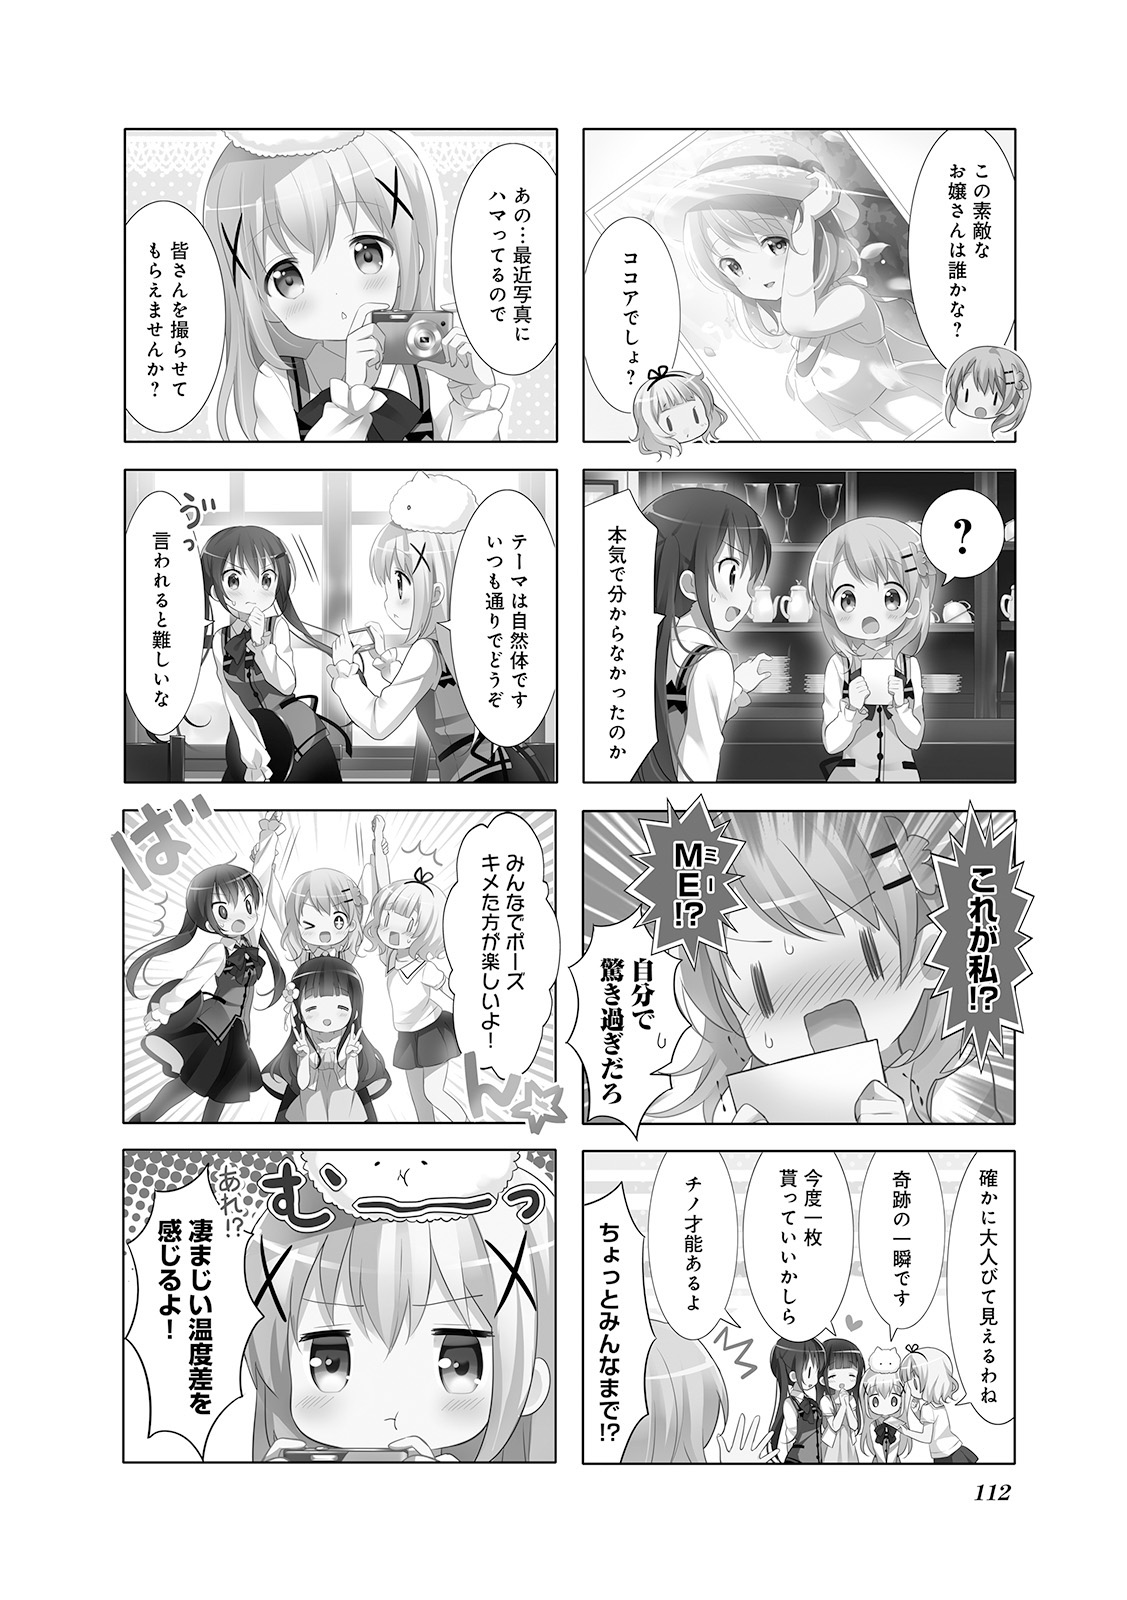 この素敵な
お嬢さんは誰かな?
ココアでしょ?
?
本気で分からなかったのか
これが私!?
ME!?
ミー
自分で
驚き過ぎだろ
確かに大人びて見えるわね
奇跡の一瞬です
今度一枚
貰っていいかしら
チノ才能あるよ
ちょっとみんなまで!?
あの…最近写真に
ハマってるので
皆さんを撮らせて
もらえませんか?
テーマは自然体です
いつも通りでどうぞ
ゔっ
言われると難しいな
みんなでポーズ
キメた方が楽しいよ!
ばん
むーっ
あれ!?
凄まじい温度差を
感じるよ!
112